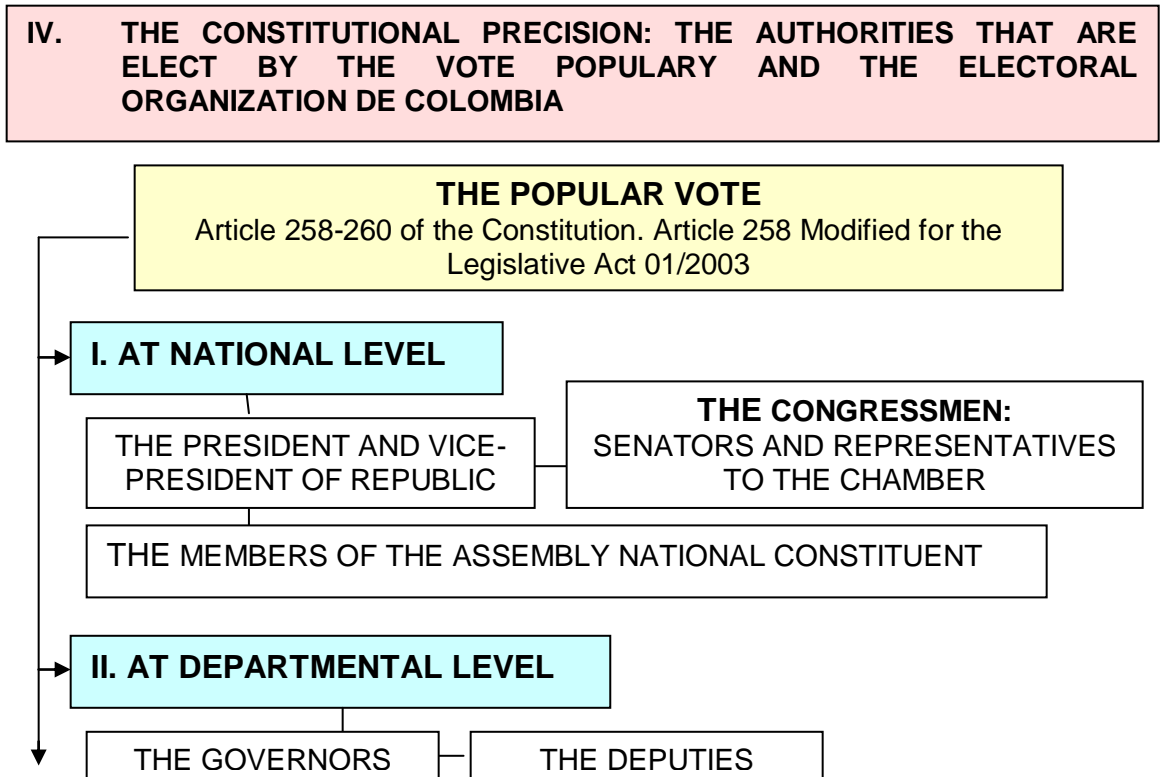 IV. THE CONSTITUTIONAL PRECISION: THE AUTHORITIES THAT ARE
ELECT BY THE VOTE POPULARY AND THE ELECTORAL
ORGANIZATION DE COLOMBIA
THE POPULAR VOTE
Article 258-260 of the Constitution. Article 258 Modified for the
Legislative Act 01/2003
I. AT NATIONAL LEVEL
THE PRESIDENT AND VICE-
PRESIDENT OF REPUBLIC
THE CONGRESSMEN:
SENATORS AND REPRESENTATIVES
TO THE CHAMBER
THE MEMBERS OF THE ASSEMBLY NATIONAL CONSTITUENT
II. AT DEPARTMENTAL LEVEL
THE GOVERNORS
THE DEPUTIES